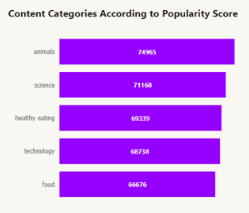 Content Categories According to Popularity Score
animals
74965
science
71168
healthy eating
69339
technology
68738
food
66676